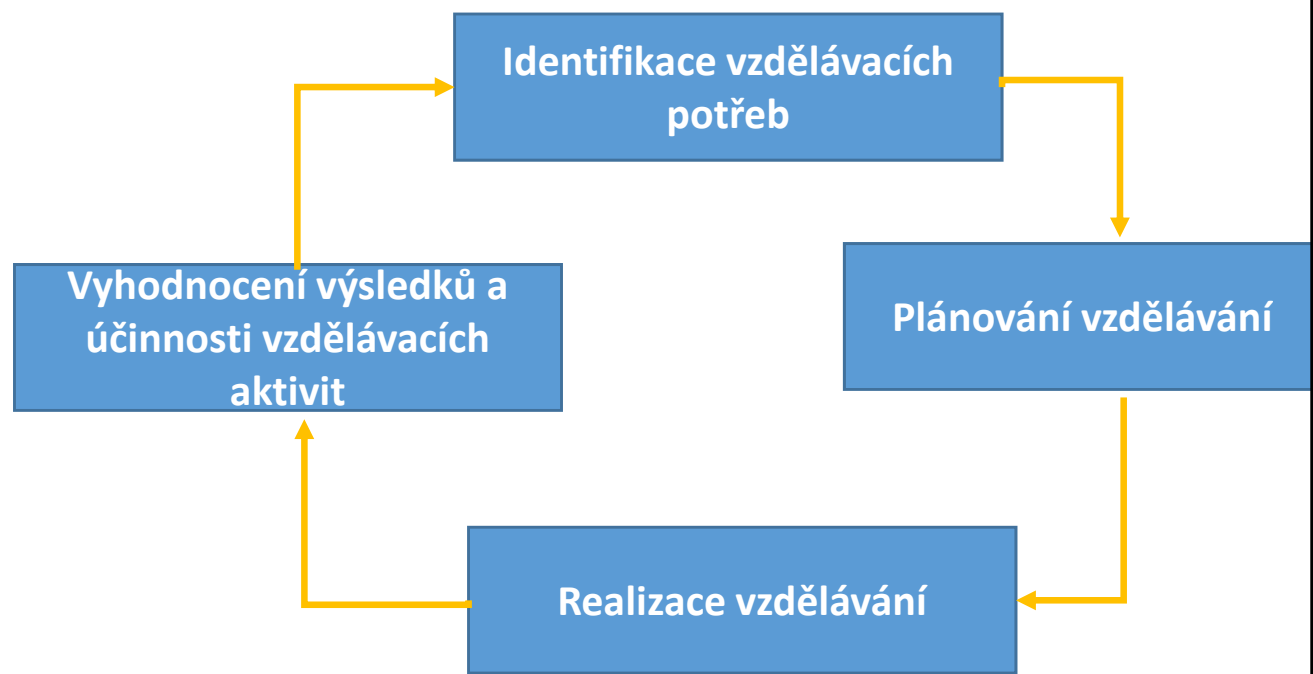 Identifikace vzdělávacích
potřeb
Vyhodnocení výsledků a
účinnosti vzdělávacích
aktivit
Plánování vzdělávání
Realizace vzdělávání